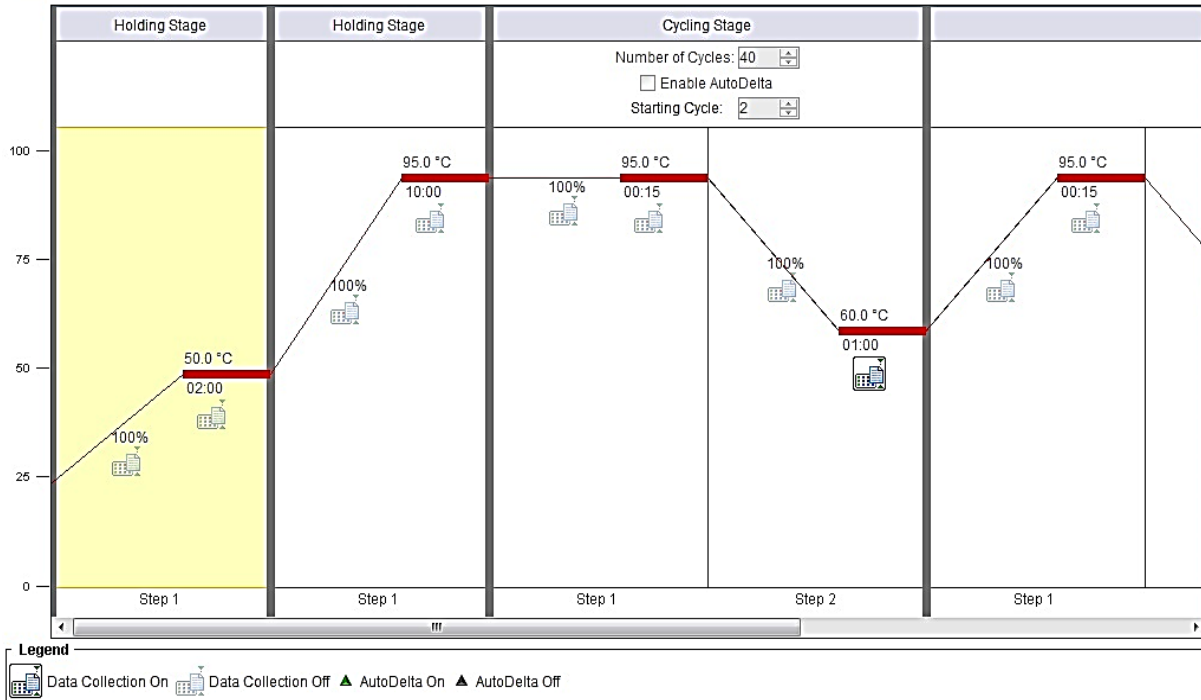 Holding Stage
Holding Stage
Cycling Stage
Number of Cycles: 40
Enable AutoDelta
Starting Cycle: 2
100
75
50
25
0
50.0 °C
02:00
100%
95.0 °C
10:00
100%
95.0 °C
00:15
100%
60.0 °C
01:00
100%
95.0 °C
00:15
100%
Step 1
Step 1
Step 1
Step 2
Step 1
Legend
Data Collection On
Data Collection Off
AutoDelta On
AutoDelta Off